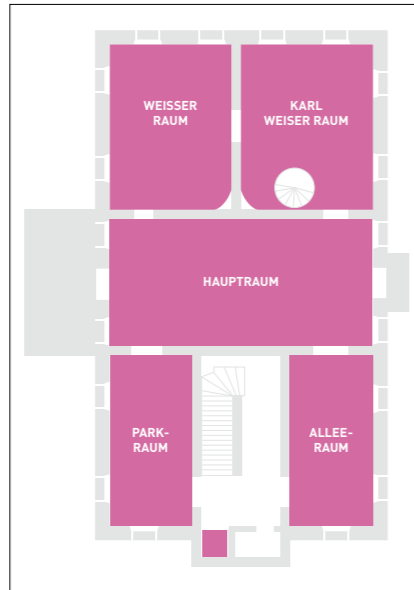 WEISSER
RAUM
KARL
WEISER RAUM
HAUPTRAUM
PARK-
RAUM
ALLEE-
RAUM